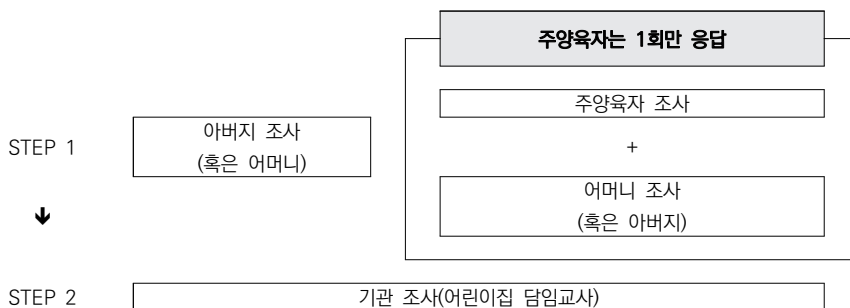 주양육자는 1회만 응답
주양육자 조사
STEP 1
아버지 조사
(혹은 어머니)
+
어머니 조사
(혹은 아버지)
STEP 2
기관 조사(어린이집 담임교사)